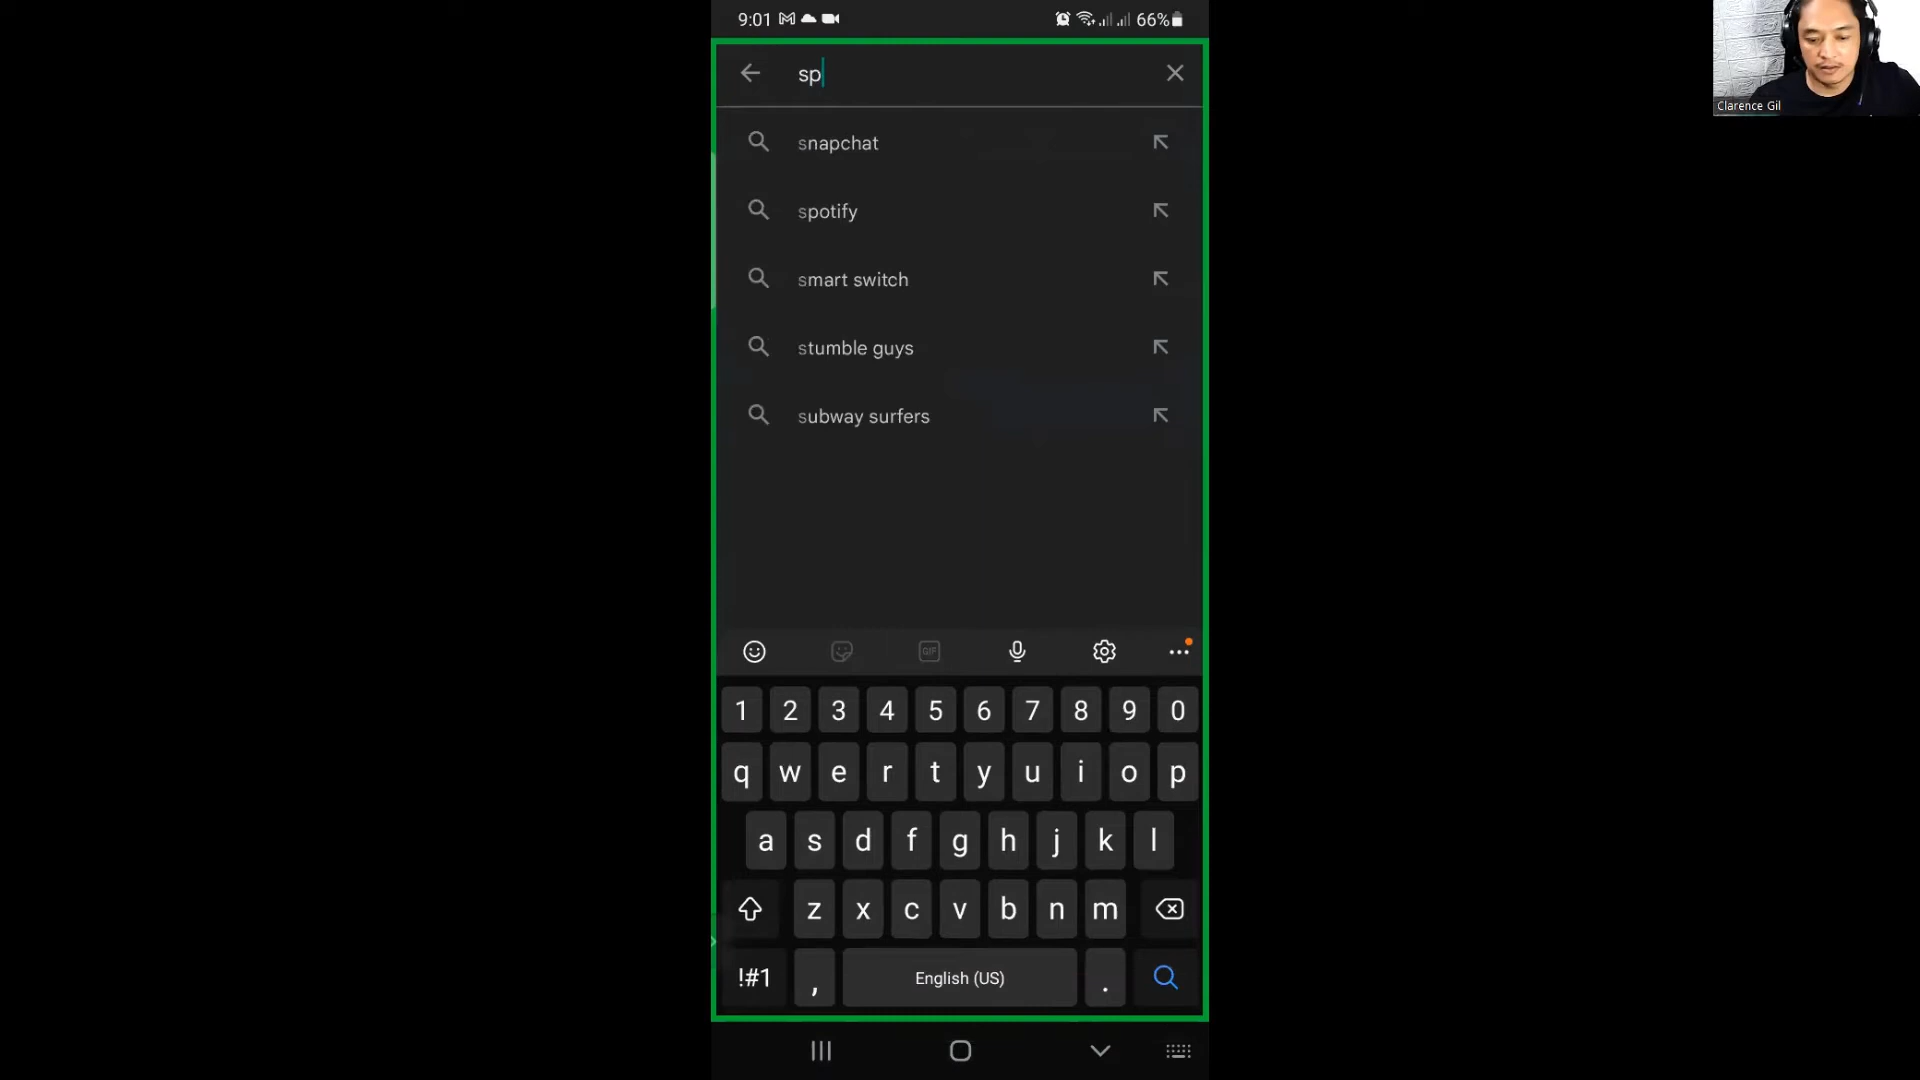 9:01 66%
Clarence Gil
sp
snapchat
spotify
smart switch
stumble guys
subway surfers
GIF
1 2 3 4 5 6 7 8 9 0
q w e r t y u i o p
a s d f g h j k l
z x c v b n m
!#1 , English (US) .